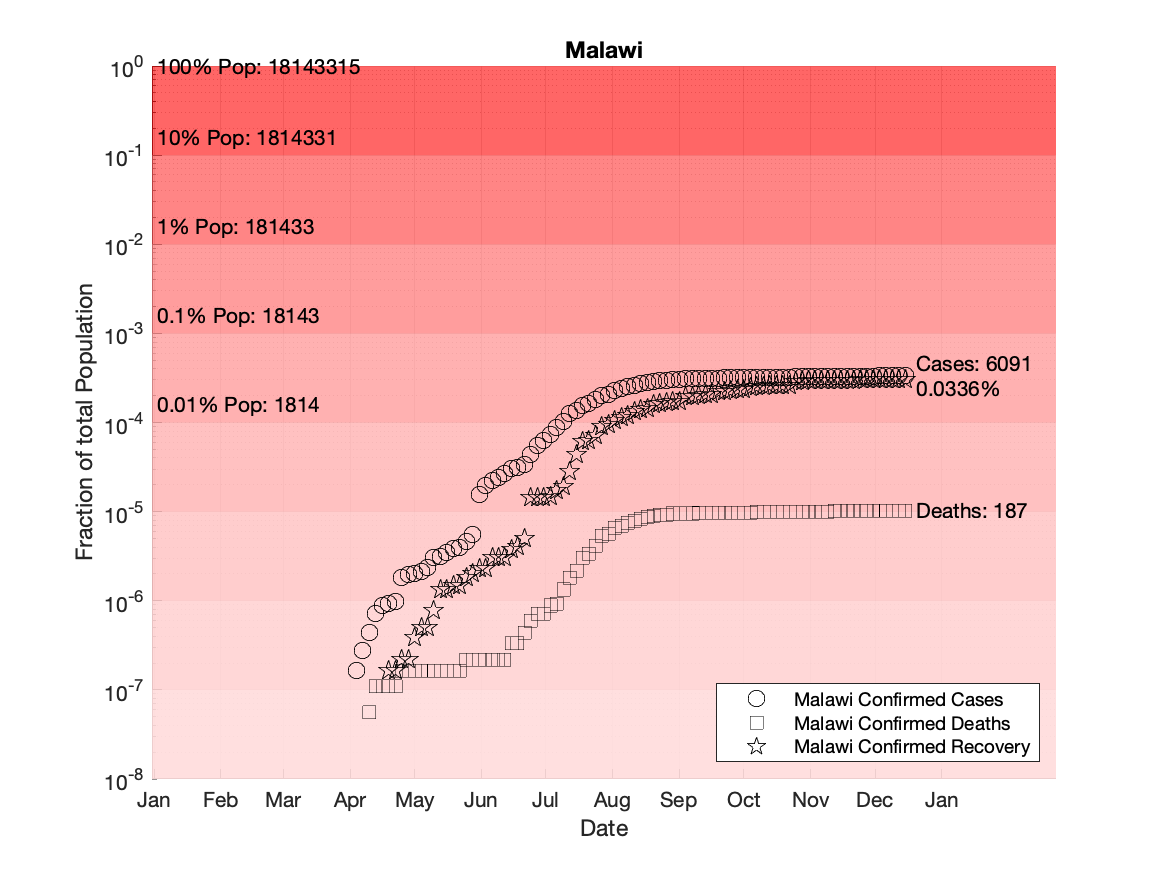 Malawi
10^0
100% Pop: 18143315
10% Pop: 1814331
10^-1
1% Pop: 181433
10^-2
0.1% Pop: 18143
10^-3
Cases: 6091
0.0336%
0.01% Pop: 1814
10^-4
10^-5
Deaths: 187
10^-6
10^-7
10^-8
Fraction of total Population
Malawi Confirmed Cases
Malawi Confirmed Deaths
Malawi Confirmed Recovery
Jan Feb Mar Apr May Jun Jul Aug Sep Oct Nov Dec Jan
Date